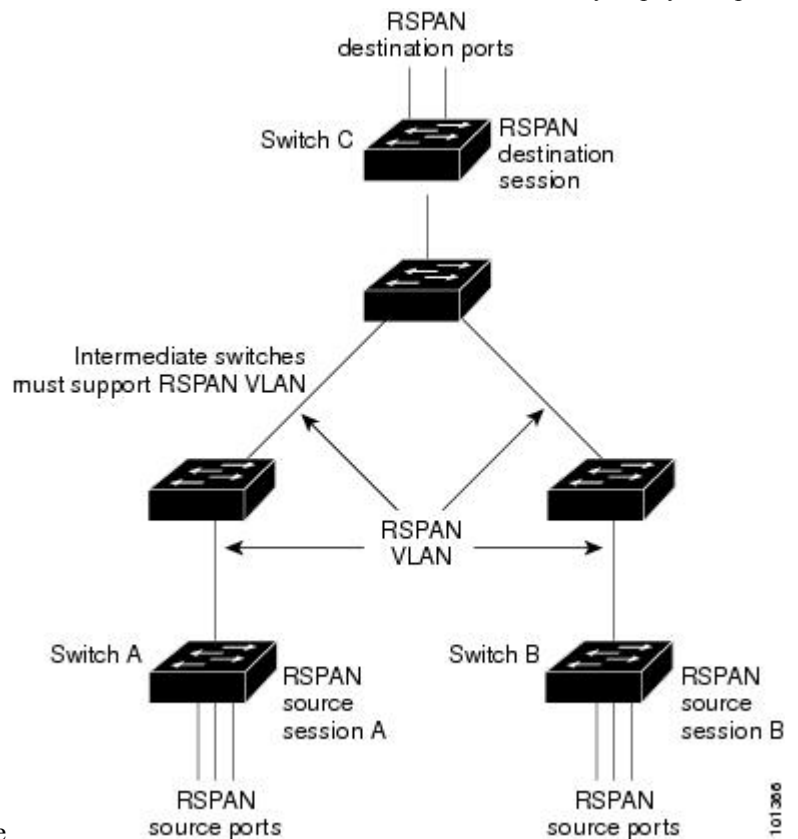 RSPAN
destination ports
Switch C
RSPAN
destination
session
Intermediate switches
must support RSPAN VLAN
RSPAN
VLAN
Switch A
RSPAN
source
session A
Switch B
RSPAN
source
session B
RSPAN
source ports
RSPAN
source ports
101366